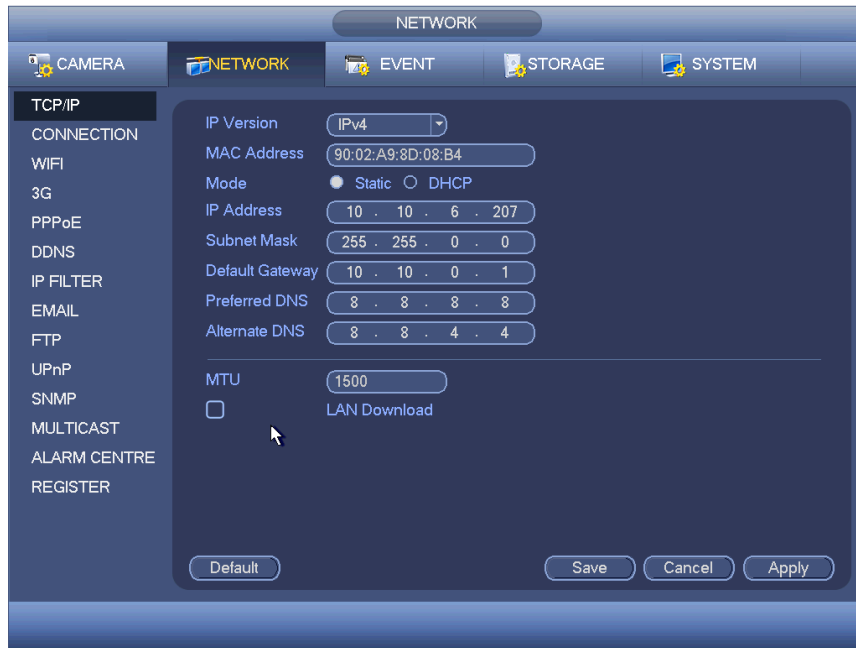 NETWORK
CAMERA NETWORK EVENT STORAGE SYSTEM
TCP/IP
CONNECTION
WIFI
3G
PPPoE
DDNS
IP FILTER
EMAIL
FTP
UPnP
SNMP
MULTICAST
ALARM CENTRE
REGISTER
IP Version IPv4
MAC Address 90:02:A9:8D:08:B4
Mode Static DHCP
IP Address 10 . 10 . 6 . 207
Subnet Mask 255 . 255 . 0 . 0
Default Gateway 10 . 10 . 0 . 1
Preferred DNS 8 . 8 . 8 . 8
Alternate DNS 8 . 8 . 4 . 4
MTU 1500
LAN Download
Default Save Cancel Apply